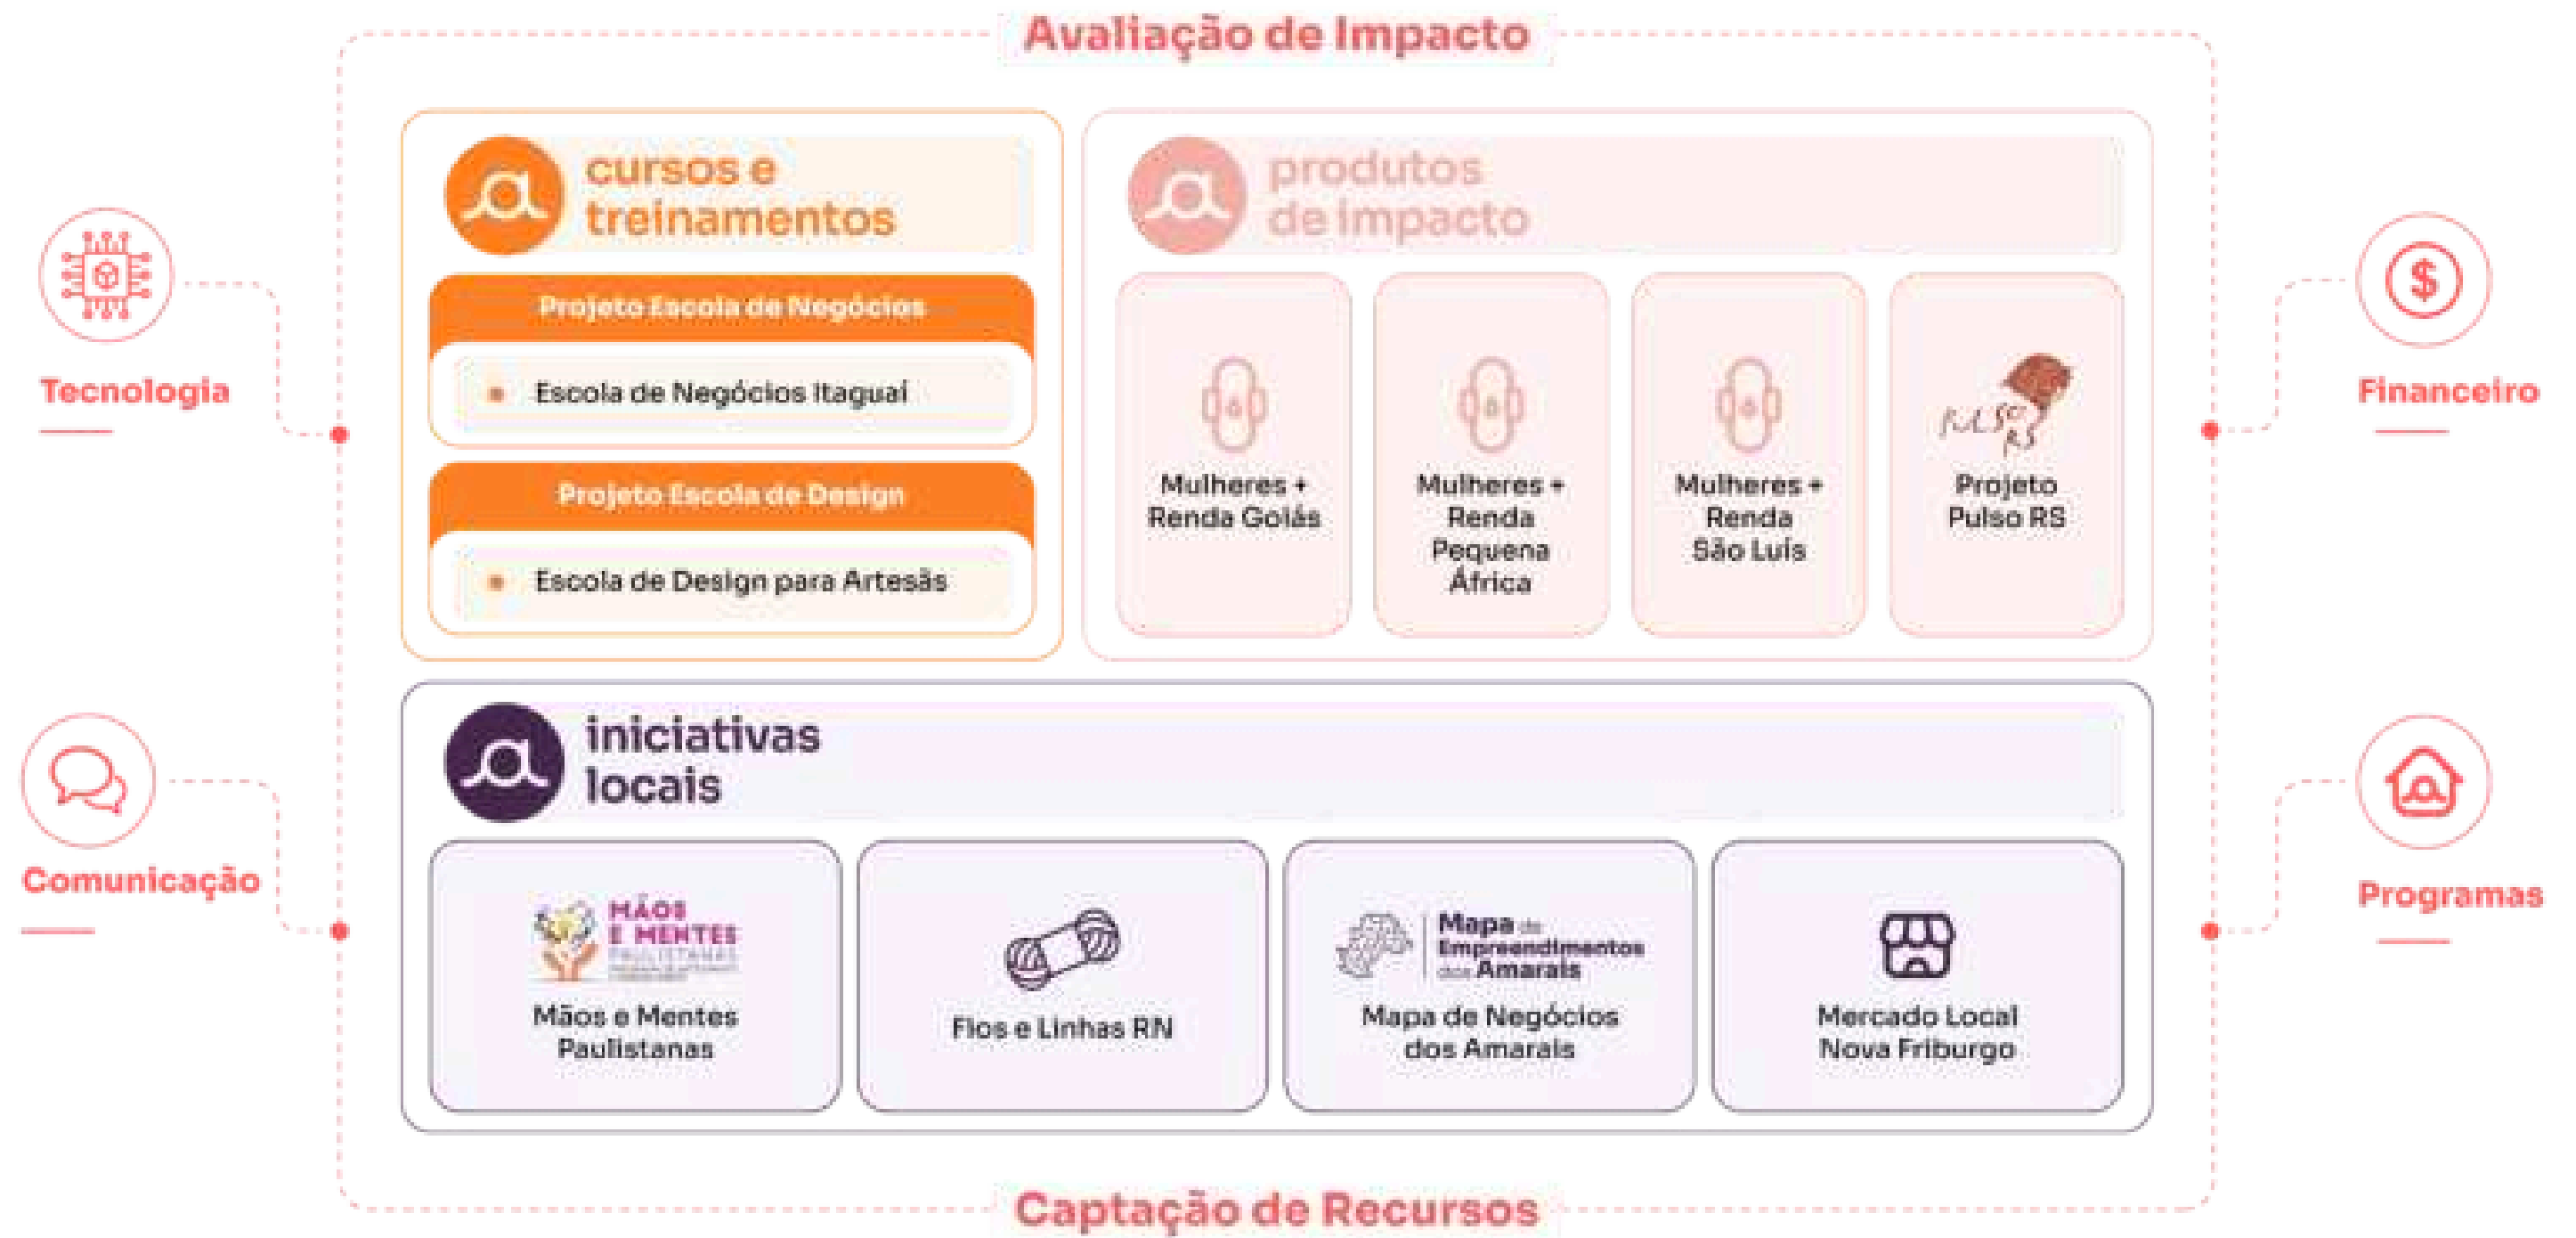 Avaliação de Impacto
Tecnologia
Comunicação
cursos e
treinamentos
Projeto Escola de Negócios
Escola de Negócios Itaguaí
Projeto Escola de Design
Escola de Design para Artesãs
produtos
de impacto
Mulheres +
Renda Goiás
Mulheres +
Renda
Pequena
África
Mulheres +
Renda
São Luís
PULSO
RS
Projeto
Pulso RS
Financeiro
Programas
iniciativas
locais
MÃOS
E MENTES
PAULISTANAS
Mãos e Mentes
Paulistanas
Fios e Linhas RN
Mapa de
Empreendimentos
dos Amarais
Mapa de Negócios
dos Amarais
Mercado Local
Nova Friburgo
Captação de Recursos